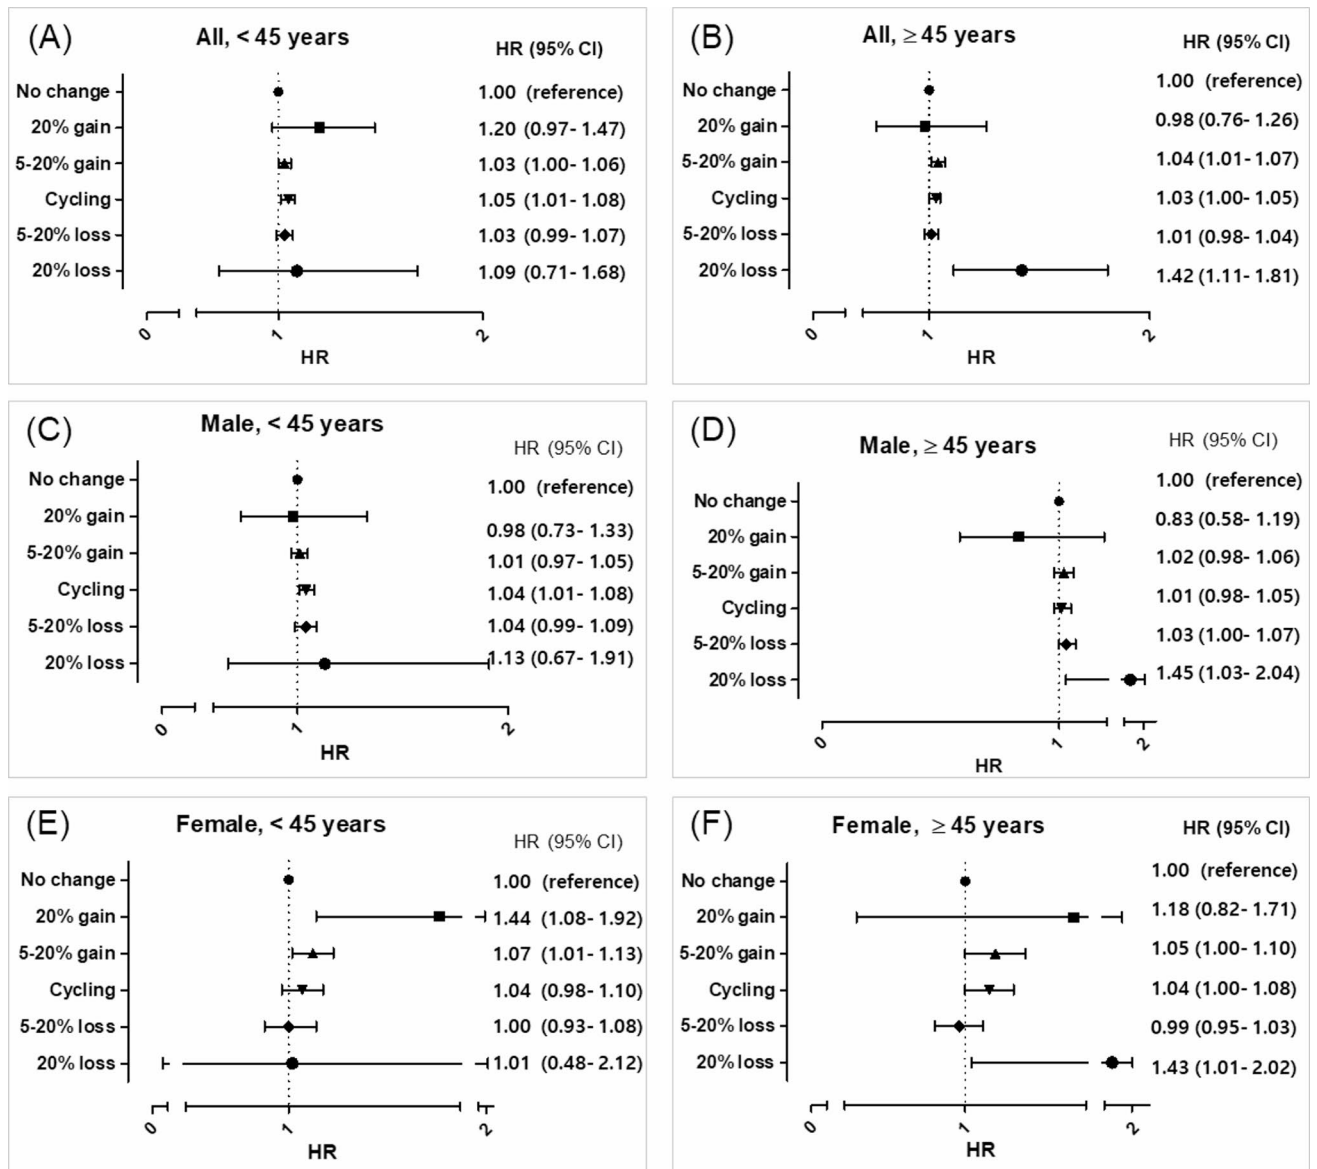 (A) All, < 45 years HR (95% CI)
No change 1.00 (reference)
20% gain 1.20 (0.97- 1.47)
5-20% gain 1.03 (1.00- 1.06)
Cycling 1.05 (1.01- 1.08)
5-20% loss 1.03 (0.99- 1.07)
20% loss 1.09 (0.71- 1.68)
0 1 2
HR
(B) All, ≥ 45 years HR (95% CI)
No change 1.00 (reference)
20% gain 0.98 (0.76- 1.26)
5-20% gain 1.04 (1.01- 1.07)
Cycling 1.03 (1.00- 1.05)
5-20% loss 1.01 (0.98- 1.04)
20% loss 1.42 (1.11- 1.81)
0 1 2
HR
(C) Male, < 45 years HR (95% CI)
No change 1.00 (reference)
20% gain 0.98 (0.73- 1.33)
5-20% gain 1.01 (0.97- 1.05)
Cycling 1.04 (1.01- 1.08)
5-20% loss 1.04 (0.99- 1.09)
20% loss 1.13 (0.67- 1.91)
0 1 2
HR
(D) Male, ≥ 45 years HR (95% CI)
No change 1.00 (reference)
20% gain 0.83 (0.58- 1.19)
5-20% gain 1.02 (0.98- 1.06)
Cycling 1.01 (0.98- 1.05)
5-20% loss 1.03 (1.00- 1.07)
20% loss 1.45 (1.03- 2.04)
0 1 2
HR
(E) Female, < 45 years HR (95% CI)
No change 1.00 (reference)
20% gain 1.44 (1.08- 1.92)
5-20% gain 1.07 (1.01- 1.13)
Cycling 1.04 (0.98- 1.10)
5-20% loss 1.00 (0.93- 1.08)
20% loss 1.01 (0.48- 2.12)
0 1 2
HR
(F) Female, ≥ 45 years HR (95% CI)
No change 1.00 (reference)
20% gain 1.18 (0.82- 1.71)
5-20% gain 1.05 (1.00- 1.10)
Cycling 1.04 (1.00- 1.08)
5-20% loss 0.99 (0.95- 1.03)
20% loss 1.43 (1.01- 2.02)
0 1 2
HR